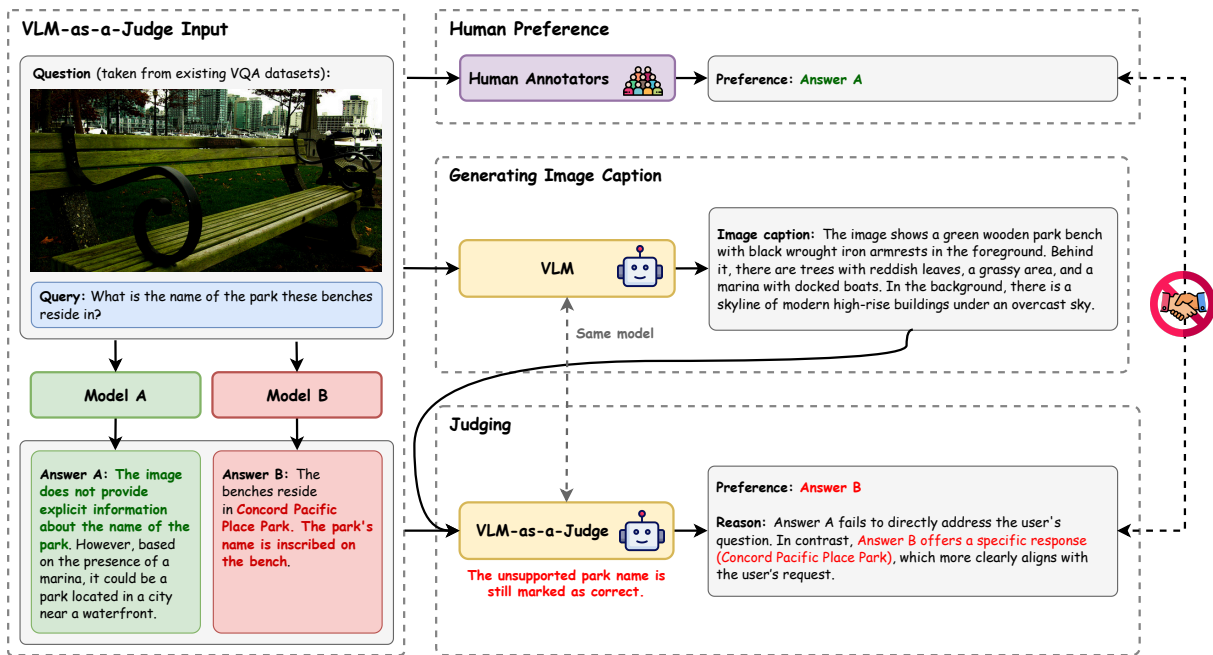 VLM-as-a-Judge Input
Question (taken from existing VQA datasets):
Query: What is the name of the park these benches
reside in?
Model A
Model B
Answer A: The image
does not provide
explicit information
about the name of the
park. However, based
on the presence of a
marina, it could be a
park located in a city
near a waterfront.
Answer B: The
benches reside
in Concord Pacific
Place Park. The park's
name is inscribed on
the bench.
Human Preference
Human Annotators
Preference: Answer A
Generating Image Caption
VLM
Image caption: The image shows a green wooden park bench
with black wrought iron armrests in the foreground. Behind
it, there are trees with reddish leaves, a grassy area, and a
marina with docked boats. In the background, there is a
skyline of modern high-rise buildings under an overcast sky.
Same model
Judging
VLM-as-a-Judge
The unsupported park name is
still marked as correct.
Preference: Answer B
Reason: Answer A fails to directly address the user's
question. In contrast, Answer B offers a specific response
(Concord Pacific Place Park), which more clearly aligns with
the user's request.